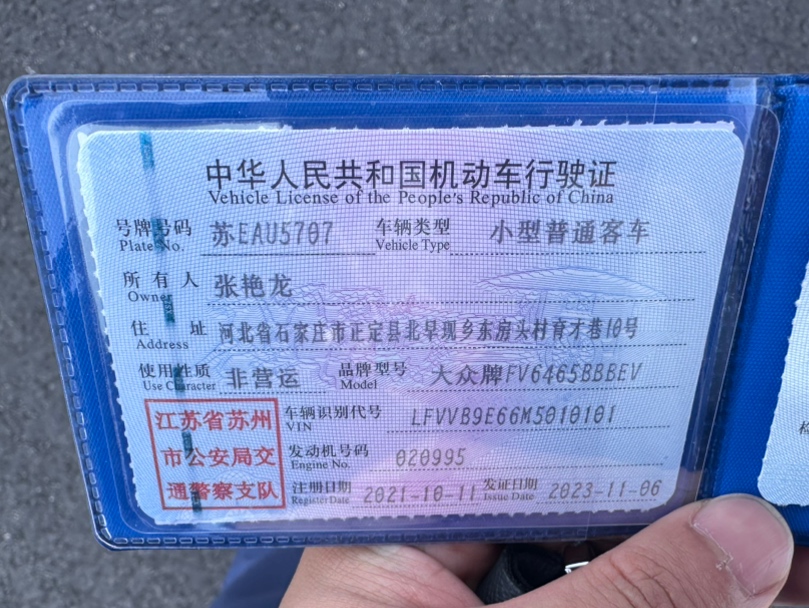 中华人民共和国机动车行驶证
Vehicle License of the People's Republic of China
号牌号码 苏EAU5707 车辆类型 小型普通客车
Plate No. Vehicle Type
所有人 张艳龙
Owner
住址 河北省石家庄市正定县北早现乡东房头村育才巷10号
Address
使用性质 非营运 品牌型号 大众牌FV6465BBBEV
Use Character Model
江苏省苏州
市公安局交
通警察支队
车辆识别代号 LFVVB9E66M5010101
VIN
发动机号码 020995
Engine No.
注册日期 2021-10-11 发证日期 2023-11-06
Register Date Issue Date